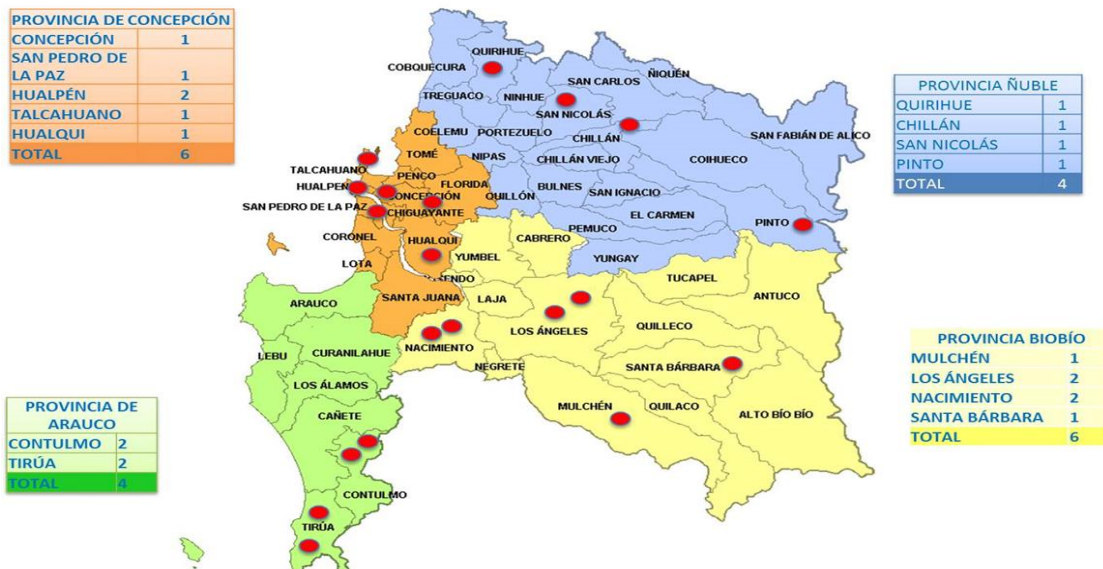 PROVINCIA DE CONCEPCIÓN
CONCEPCIÓN 1
SAN PEDRO DE
LA PAZ 1
HUALPÉN 2
TALCAHUANO 1
HUALQUI 1
TOTAL 6
PROVINCIA ÑUBLE
QUIRIHUE 1
CHILLÁN 1
SAN NICOLÁS 1
PINTO 1
TOTAL 4
QUIRIHUE
COBQUECURA
ÑIQUÉN
SAN CARLOS
TREGUACO
NINHUE
SAN NICOLÁS
COELEMU
PORTEZUELO
CHILLÁN
SAN FABIÁN DE ALICO
TOMÉ
NIPAS
CHILLÁN VIEJO
COIHUECO
TALCAHUANO
PENCO
HUALPEN
FLORIDA
CONCEPCIÓN
QUILLÓN
BULNES
SAN IGNACIO
SAN PEDRO DE LA PAZ
CHIGUAYANTE
EL CARMEN
PINTO
CORONEL
HUALQUI
CABRERO
PEMUCO
YUMBEL
YUNGAY
LOTA
TUCAPEL
ARAUCO
SANTA JUANA
LAJA
ANTUCO
LOS ÁNGELES
QUILLECO
LEBU
CURANILAHUE
NACIMIENTO
NEGRETE
SANTA BÁRBARA
LOS ÁLAMOS
MULCHÉN
QUILACO
ALTO BÍO BÍO
CAÑETE
CONTULMO
TIRÚA
PROVINCIA BIOBÍO
MULCHÉN 1
LOS ÁNGELES 2
NACIMIENTO 2
SANTA BÁRBARA 1
TOTAL 6
PROVINCIA DE
ARAUCO
CONTULMO 2
TIRÚA 2
TOTAL 4